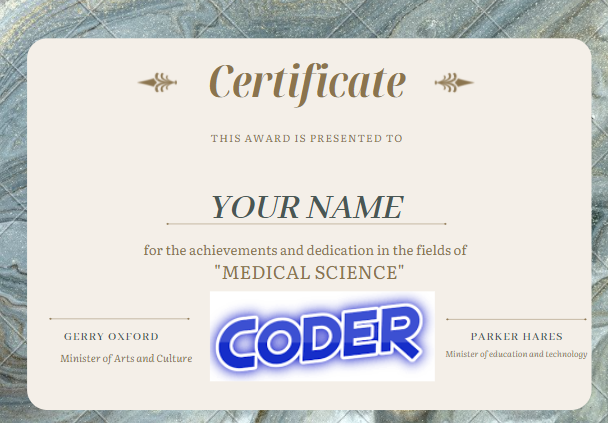 Certificate
THIS AWARD IS PRESENTED TO
YOUR NAME
for the achievements and dedication in the fields of
"MEDICAL SCIENCE"
CODER
GERRY OXFORD
Minister of Arts and Culture
PARKER HARES
Minister of education and technology